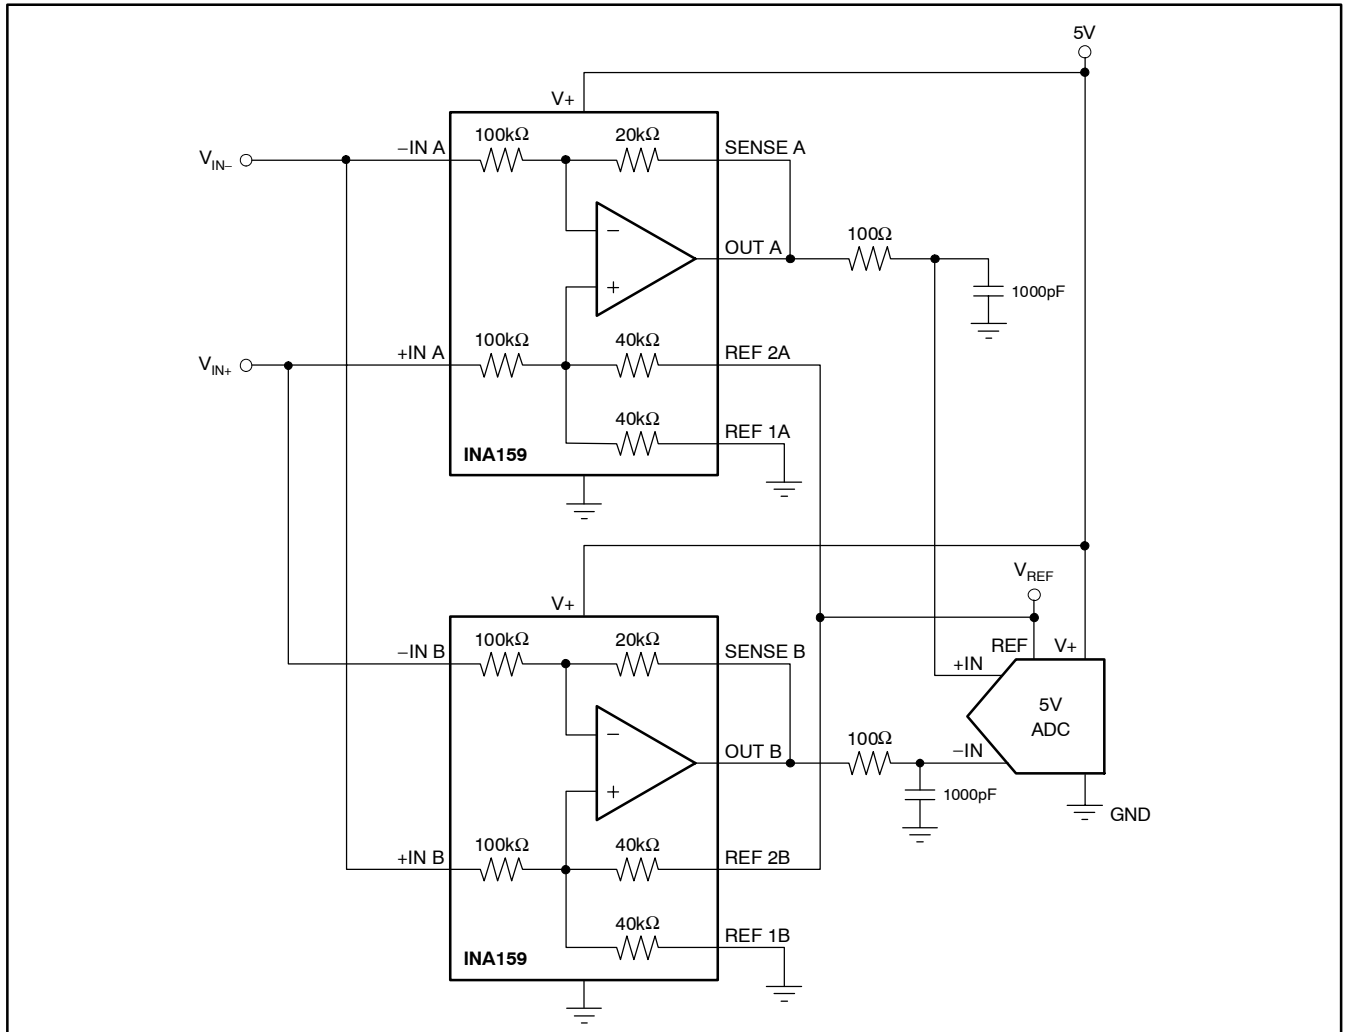 5V
V+
100kΩ
20kΩ
−IN A
SENSE A
V_IN−
100Ω
−
OUT A
1000pF
+
100kΩ
40kΩ
+IN A
REF 2A
V_IN+
40kΩ
REF 1A
INA159
V_REF
V+
100kΩ
20kΩ
−IN B
SENSE B
REF
V+
+IN
5V
ADC
−
100Ω
OUT B
−IN
+
1000pF
GND
100kΩ
40kΩ
+IN B
REF 2B
40kΩ
REF 1B
INA159